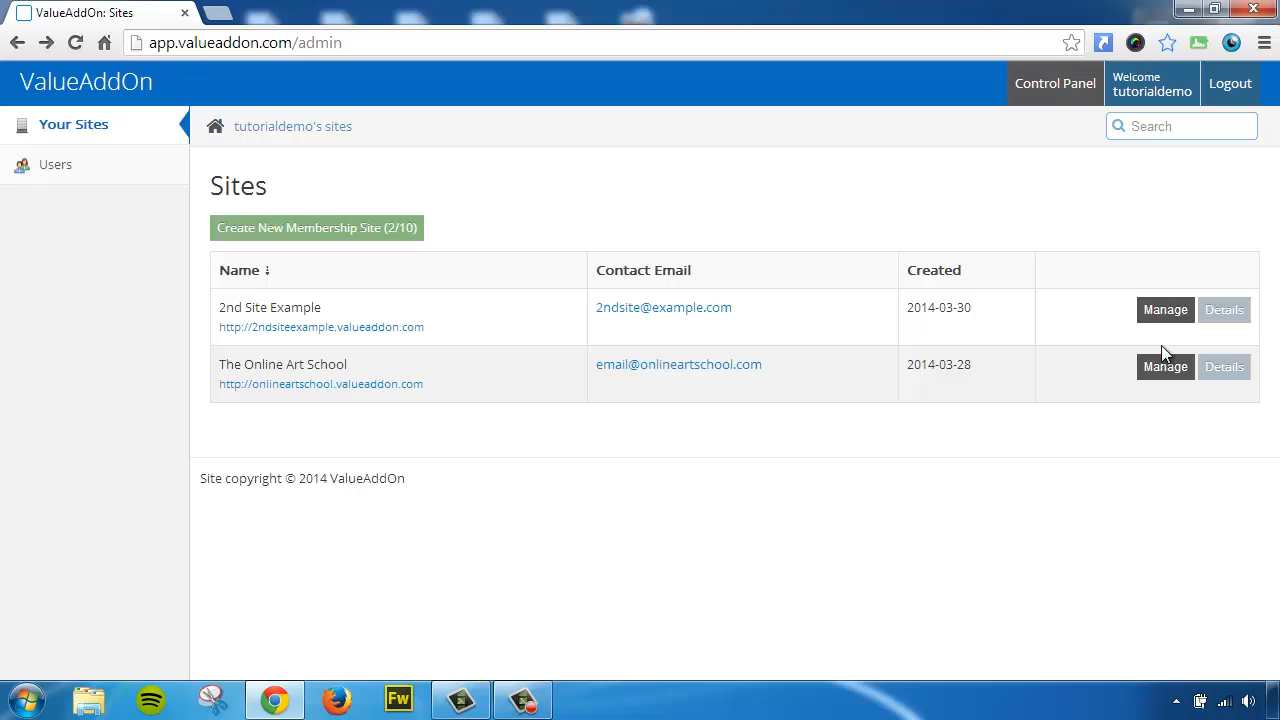 ValueAddOn: Sites
app.valueaddon.com/admin
ValueAddOn
Control Panel
Welcome
tutorialdemo
Logout
Your Sites
Users
tutorialdemo's sites
Search
Sites
Create New Membership Site (2/10)
Name Contact Email Created
2nd Site Example 2ndsite@example.com 2014-03-30 Manage Details
http://2ndsiteexample.valueaddon.com
The Online Art School email@onlineartschool.com 2014-03-28 Manage Details
http://onlineartschool.valueaddon.com
Site copyright © 2014 ValueAddOn
Fw